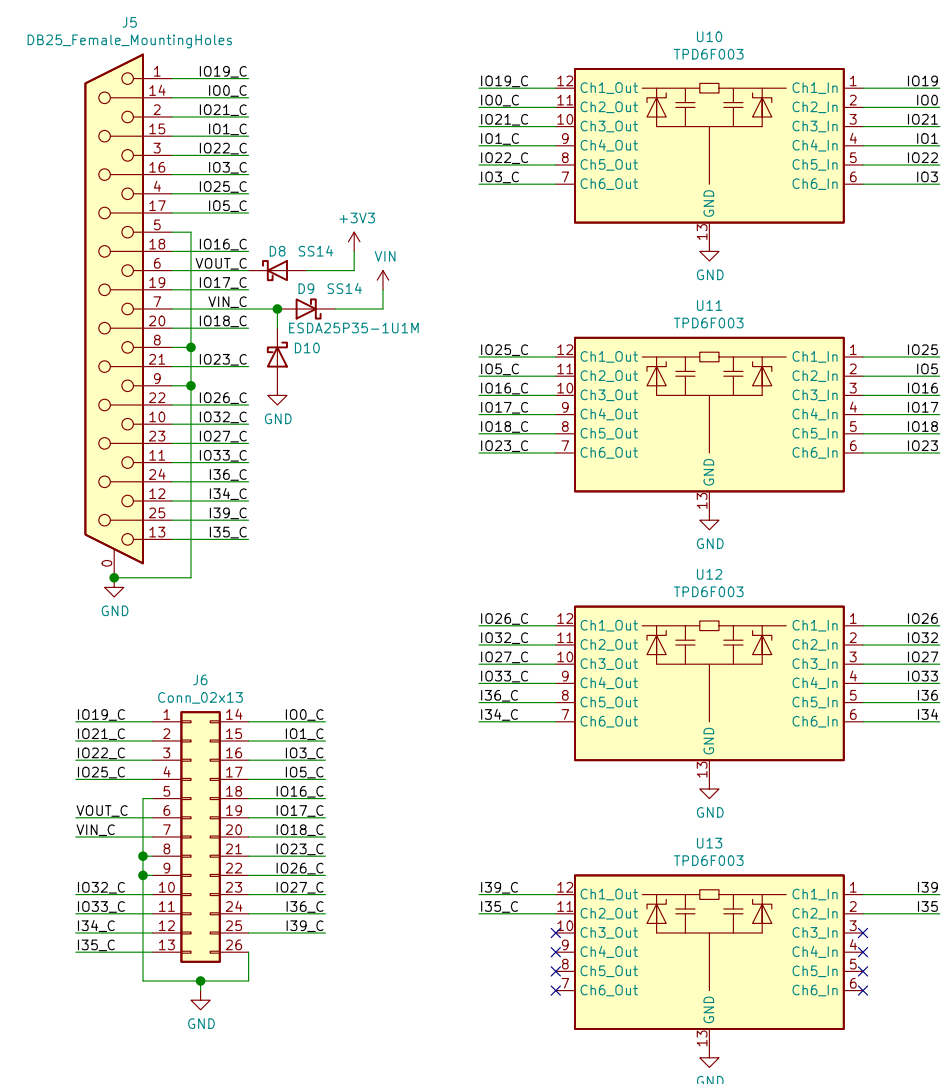 J5
DB25_Female_MountingHoles
1 IO19_C
14 IO0_C
2 IO21_C
15 IO1_C
3 IO22_C
16 IO3_C
4 IO25_C
17 IO5_C
5
18 IO16_C
6 VOUT_C
19 IO17_C
7 VIN_C
20 IO18_C
8
21 IO23_C
9
22 IO26_C
10 IO32_C
23 IO27_C
11 IO33_C
24 I36_C
12 I34_C
25 I39_C
13 I35_C
0
GND
+3V3
D8 SS14
VIN
D9 SS14
ESDA25P35-1U1M
D10
GND
J6
Conn_02x13
IO19_C 1 14 IO0_C
IO21_C 2 15 IO1_C
IO22_C 3 16 IO3_C
IO25_C 4 17 IO5_C
5 18 IO16_C
VOUT_C 6 19 IO17_C
VIN_C 7 20 IO18_C
8 21 IO23_C
9 22 IO26_C
IO32_C 10 23 IO27_C
IO33_C 11 24 I36_C
I34_C 12 25 I39_C
I35_C 13 26
GND
U10
TPD6F003
IO19_C 12 Ch1_Out Ch1_In 1 IO19
IO0_C 11 Ch2_Out Ch2_In 2 IO0
IO21_C 10 Ch3_Out Ch3_In 3 IO21
IO1_C 9 Ch4_Out Ch4_In 4 IO1
IO22_C 8 Ch5_Out Ch5_In 5 IO22
IO3_C 7 Ch6_Out Ch6_In 6 IO3
GND
13
GND
U11
TPD6F003
IO25_C 12 Ch1_Out Ch1_In 1 IO25
IO5_C 11 Ch2_Out Ch2_In 2 IO5
IO16_C 10 Ch3_Out Ch3_In 3 IO16
IO17_C 9 Ch4_Out Ch4_In 4 IO17
IO18_C 8 Ch5_Out Ch5_In 5 IO18
IO23_C 7 Ch6_Out Ch6_In 6 IO23
GND
13
GND
U12
TPD6F003
IO26_C 12 Ch1_Out Ch1_In 1 IO26
IO32_C 11 Ch2_Out Ch2_In 2 IO32
IO27_C 10 Ch3_Out Ch3_In 3 IO27
IO33_C 9 Ch4_Out Ch4_In 4 IO33
I36_C 8 Ch5_Out Ch5_In 5 I36
I34_C 7 Ch6_Out Ch6_In 6 I34
GND
13
GND
U13
TPD6F003
I39_C 12 Ch1_Out Ch1_In 1 I39
I35_C 11 Ch2_Out Ch2_In 2 I35
10 Ch3_Out Ch3_In 3
9 Ch4_Out Ch4_In 4
8 Ch5_Out Ch5_In 5
7 Ch6_Out Ch6_In 6
GND
13
GND